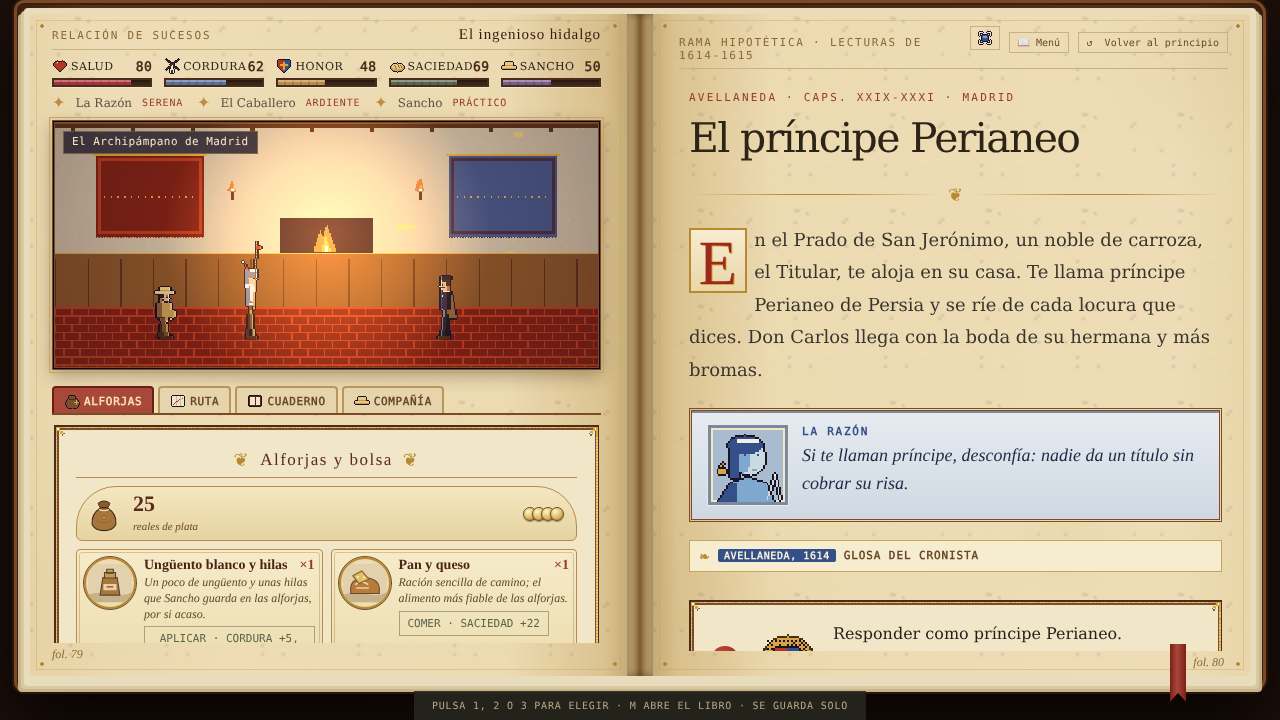 RELACIÓN DE SUCESOS
El ingenioso hidalgo
SALUD 80
CORDURA 62
HONOR 48
SACIEDAD 69
SANCHO 50
La Razón SERENA
El Caballero ARDIENTE
Sancho PRÁCTICO
El Archipámpano de Madrid
ALFORJAS
RUTA
CUADERNO
COMPAÑÍA
Alforjas y bolsa
25
reales de plata
Ungüento blanco y hilas ×1
Un poco de ungüento y unas hilas
que Sancho guarda en las alforjas,
por si acaso.
APLICAR · CORDURA +5,
Pan y queso ×1
Ración sencilla de camino; el
alimento más fiable de las alforjas.
COMER · SACIEDAD +22
fol. 79
RAMA HIPOTÉTICA · LECTURAS DE
1614-1615
Menú
↺ Volver al principio
AVELLANEDA · CAPS. XXIX-XXXI · MADRID
El príncipe Perianeo
En el Prado de San Jerónimo, un noble de carroza,
el Titular, te aloja en su casa. Te llama príncipe
Perianeo de Persia y se ríe de cada locura que
dices. Don Carlos llega con la boda de su hermana y más
bromas.
LA RAZÓN
Si te llaman príncipe, desconfía: nadie da un título sin
cobrar su risa.
AVELLANEDA, 1614 GLOSA DEL CRONISTA
Responder como príncipe Perianeo.
fol. 80
PULSA 1, 2 O 3 PARA ELEGIR · M ABRE EL LIBRO · SE GUARDA SOLO